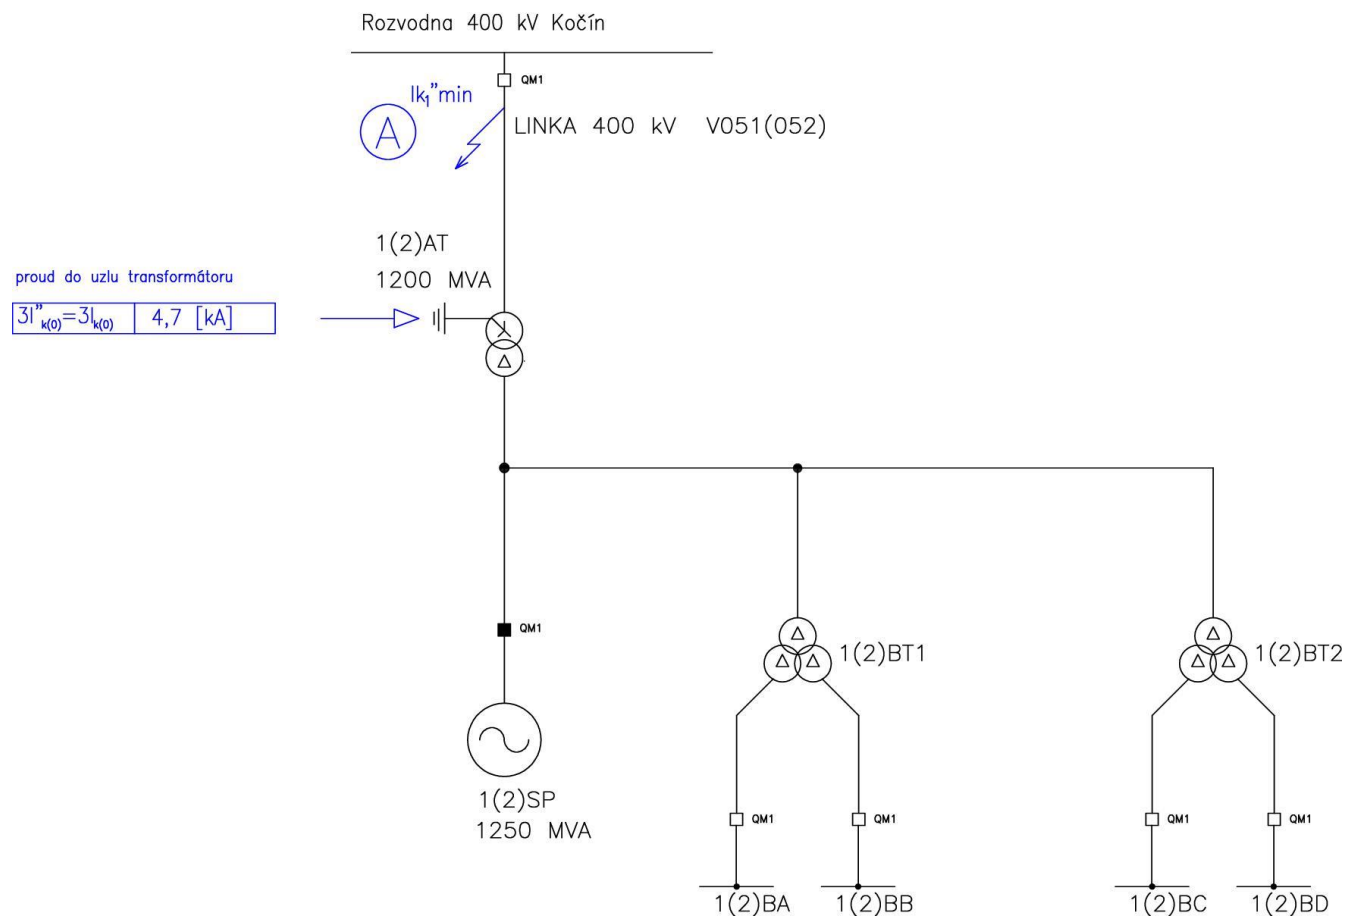 Rozvodna 400 kV Kočín
QM1
Ik₁"min
A
LINKA 400 kV V051(052)
1(2)AT
1200 MVA
proud do uzlu transformátoru
3I"k(0)=3Ik(0) 4,7 [kA]
QM1
1(2)BT1
1(2)BT2
1(2)SP
1250 MVA
QM1 QM1 QM1 QM1
1(2)BA 1(2)BB 1(2)BC 1(2)BD